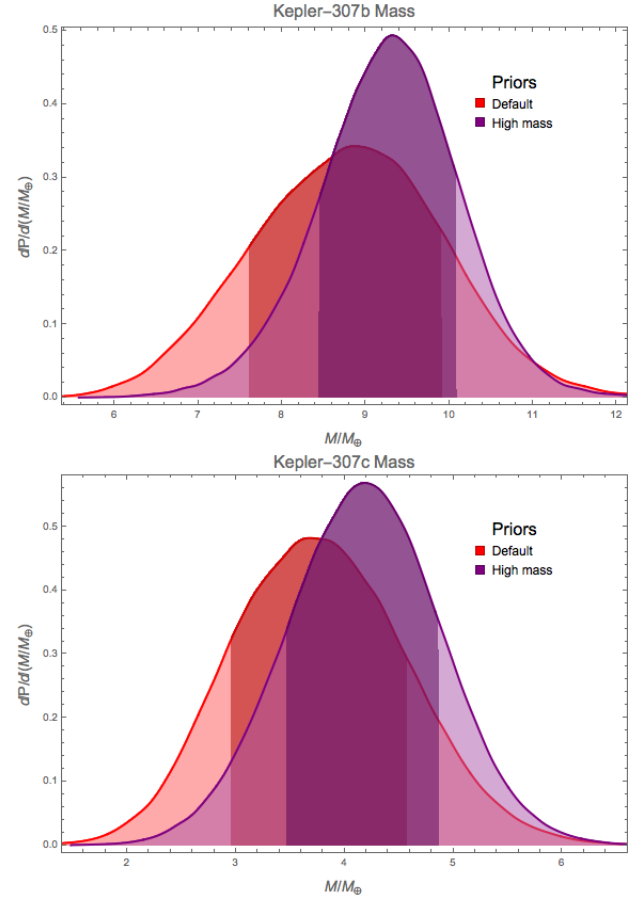 Kepler–307b Mass
0.5
0.4
0.3
0.2
0.1
0.0
dP/d(M/M⊕)
Priors
Default
High mass
6 7 8 9 10 11 12
M/M⊕
Kepler–307c Mass
0.5
0.4
0.3
0.2
0.1
0.0
dP/d(M/M⊕)
Priors
Default
High mass
2 3 4 5 6
M/M⊕